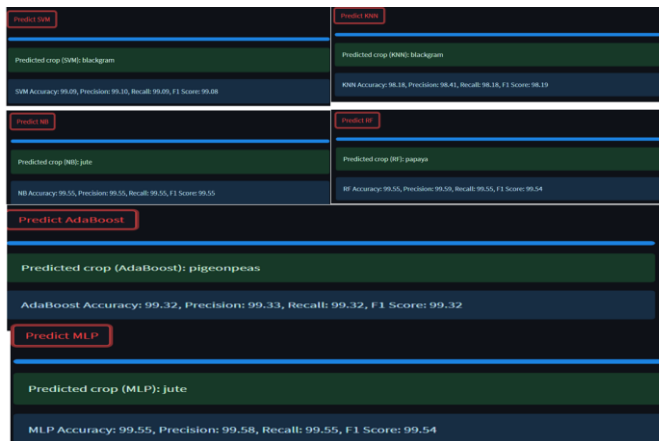 Predict SVM
Predicted crop (SVM): blackgram
SVM Accuracy: 99.09, Precision: 99.10, Recall: 99.09, F1 Score: 99.08
Predict KNN
Predicted crop (KNN): blackgram
KNN Accuracy: 98.18, Precision: 98.41, Recall: 98.18, F1 Score: 98.19
Predict NB
Predicted crop (NB): jute
NB Accuracy: 99.55, Precision: 99.55, Recall: 99.55, F1 Score: 99.55
Predict RF
Predicted crop (RF): papaya
RF Accuracy: 99.55, Precision: 99.59, Recall: 99.55, F1 Score: 99.54
Predict AdaBoost
Predicted crop (AdaBoost): pigeonpeas
AdaBoost Accuracy: 99.32, Precision: 99.33, Recall: 99.32, F1 Score: 99.32
Predict MLP
Predicted crop (MLP): jute
MLP Accuracy: 99.55, Precision: 99.58, Recall: 99.55, F1 Score: 99.54